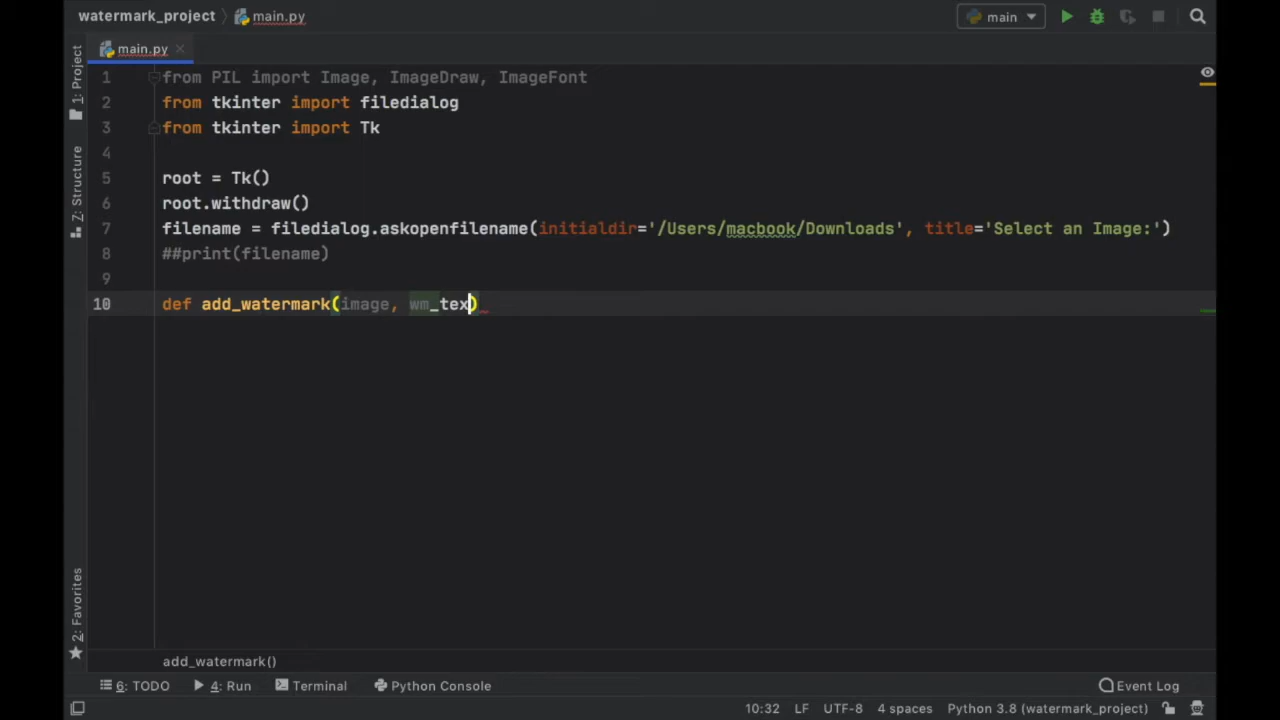 watermark_project main.py main
main.py
1: Project
Z: Structure
2: Favorites
1 from PIL import Image, ImageDraw, ImageFont
2 from tkinter import filedialog
3 from tkinter import Tk
4
5 root = Tk()
6 root.withdraw()
7 filename = filedialog.askopenfilename(initialdir='/Users/macbook/Downloads', title='Select an Image:')
8 ##print(filename)
9
10 def add_watermark(image, wm_tex)
add_watermark()
6: TODO 4: Run Terminal Python Console Event Log
10:32 LF UTF-8 4 spaces Python 3.8 (watermark_project)